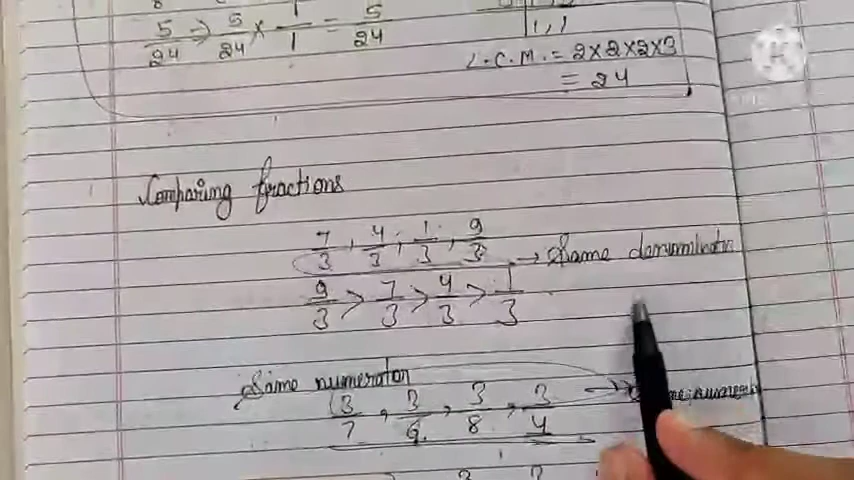 5/24 ⇒ 5/24 × 1/1 = 5/24
1, 1
L.C.M. = 2×2×2×3
= 24
Comparing fractions
7/3, 4/3, 1/3, 9/3 → Same denominator
9/3 > 7/3 > 4/3 > 1/3
Same numerator
3/7, 3/6, 3/8, 3/4 →